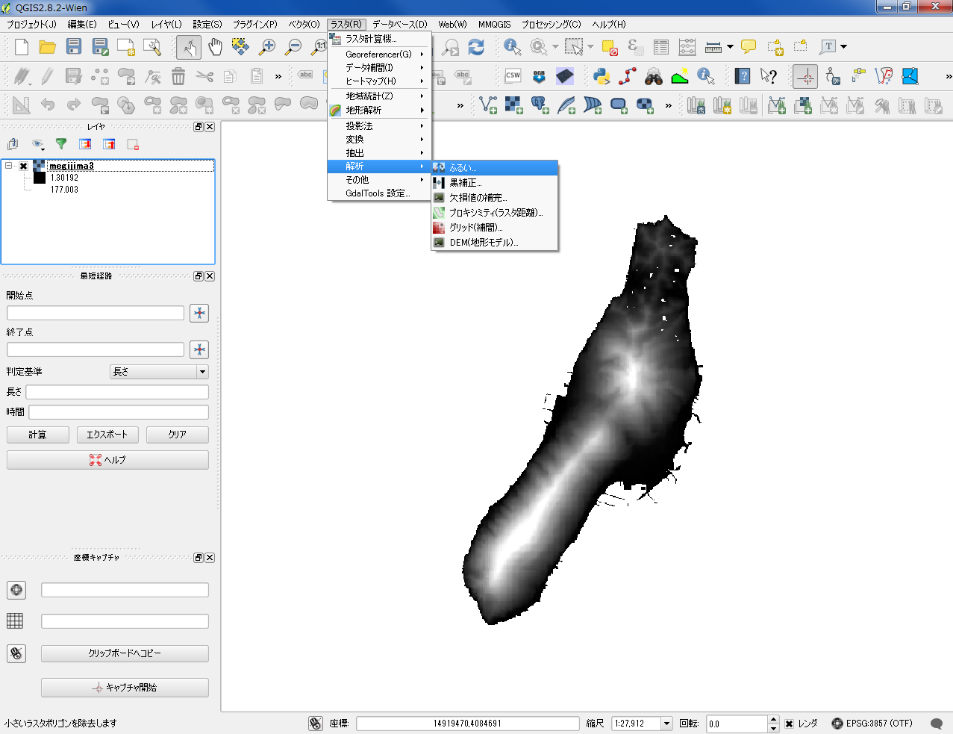 QGIS2.8.2-Wien
プロジェクト(J) 編集(E) ビュー(V) レイヤ(L) 設定(S) プラグイン(P) ベクタ(O) ラスタ(R) データベース(D) Web(W) MMQGIS プロセッシング(C) ヘルプ(H)
ラスタ計算機...
Georeferencer(G)
データ補間(I)
ヒートマップ(H)
地域統計(Z)
地形解析
投影法
変換
抽出
解析
その他
GdalTools 設定...
ふるい...
黒補正...
欠損値の補充...
プロキシミティ(ラスタ距離)...
グリッド(補間)...
DEM(地形モデル)...
CSW
abc
abc
レイヤ
megijima3
1.30192
177.003
最短経路
開始点
終了点
判定基準 長さ
長さ
時間
計算 エクスポート クリア
ヘルプ
座標キャプチャ
クリップボードへコピー
キャプチャ開始
小さいラスタポリゴンを除去します 座標: 14919470,4084691 縮尺 1:27,912 回転: 0.0 レンダ EPSG:3857 (OTF)